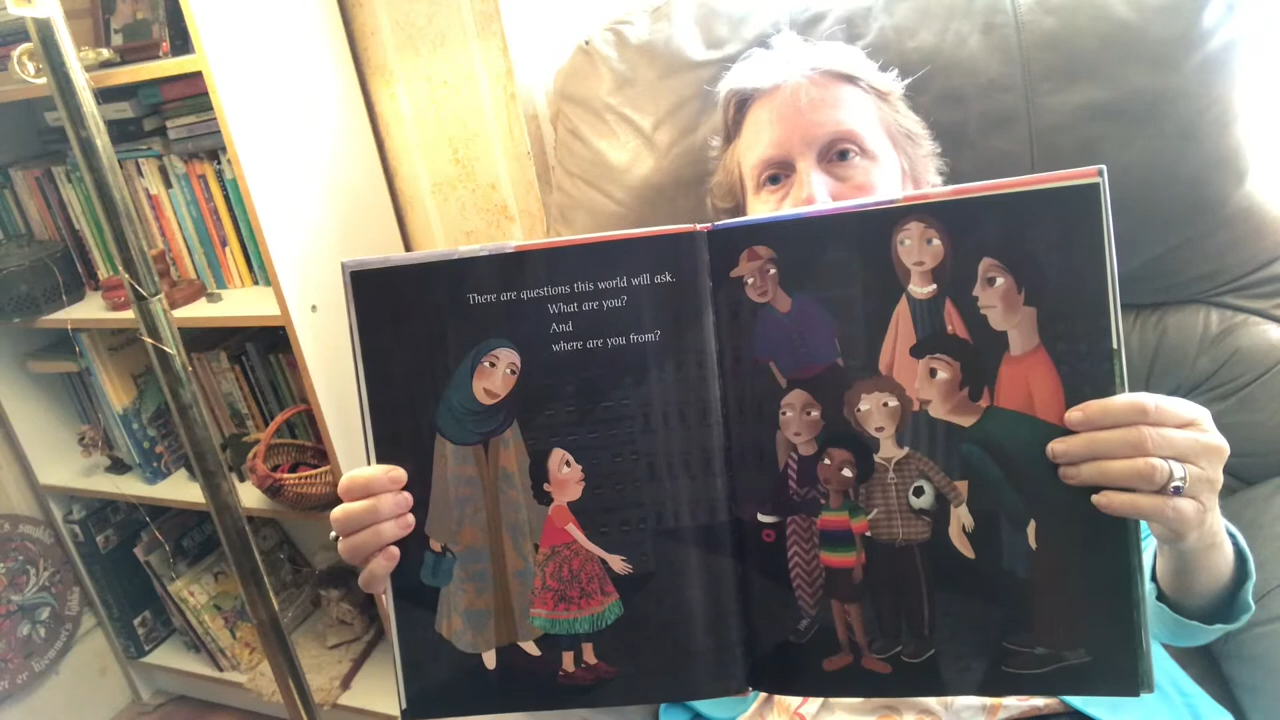 There are questions this world will ask.
What are you?
And
where are you from?